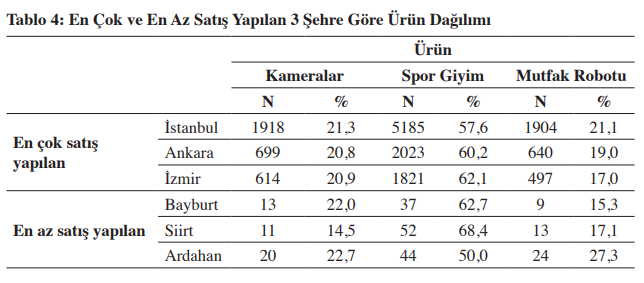 Tablo 4: En Çok ve En Az Satış Yapılan 3 Şehre Göre Ürün Dağılımı
Ürün
Kameralar Spor Giyim Mutfak Robotu
N % N % N %
En çok satış yapılan
İstanbul 1918 21,3 5185 57,6 1904 21,1
Ankara 699 20,8 2023 60,2 640 19,0
İzmir 614 20,9 1821 62,1 497 17,0
En az satış yapılan
Bayburt 13 22,0 37 62,7 9 15,3
Siirt 11 14,5 52 68,4 13 17,1
Ardahan 20 22,7 44 50,0 24 27,3